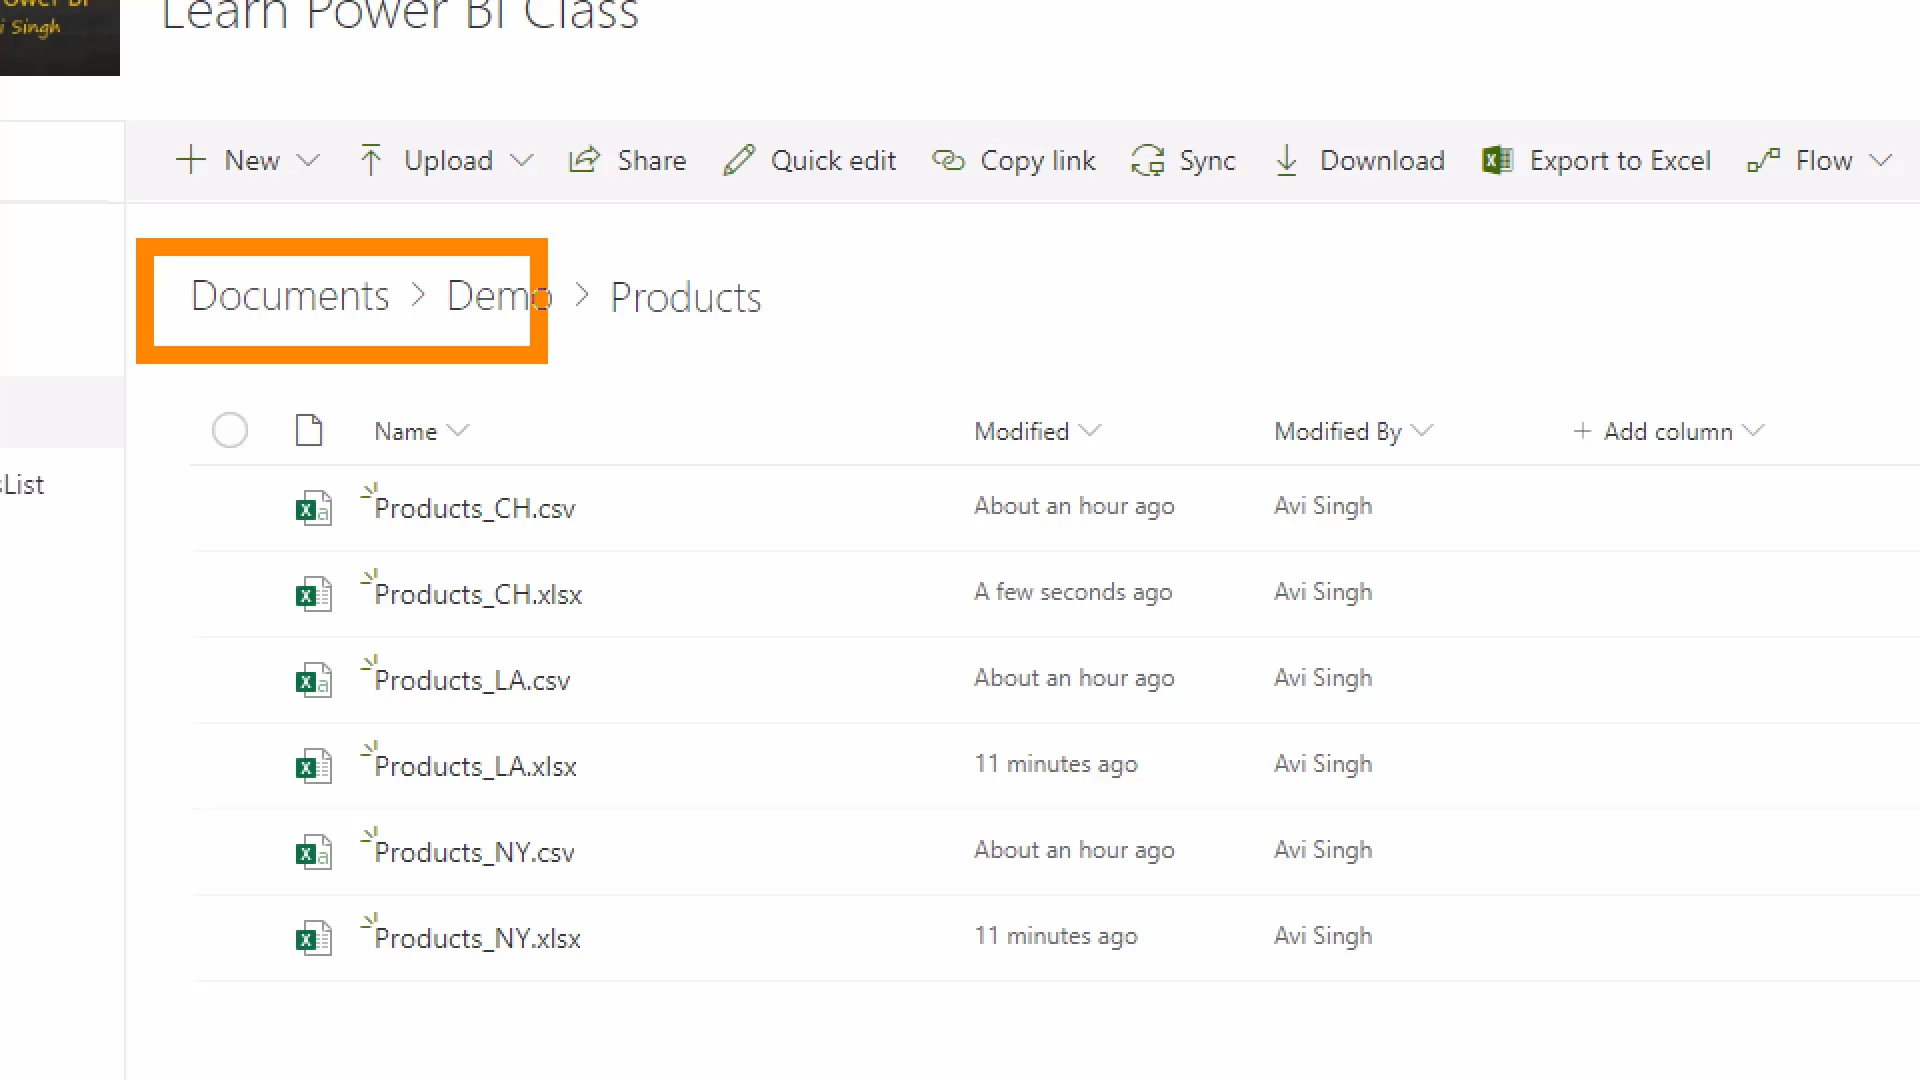 Learn Power BI Class
i Singh
New
Upload
Share
Quick edit
Copy link
Sync
Download
Export to Excel
Flow
Documents > Demo > Products
Name
Modified
Modified By
+ Add column
Products_CH.csv
About an hour ago
Avi Singh
Products_CH.xlsx
A few seconds ago
Avi Singh
sList
Products_LA.csv
About an hour ago
Avi Singh
Products_LA.xlsx
11 minutes ago
Avi Singh
Products_NY.csv
About an hour ago
Avi Singh
Products_NY.xlsx
11 minutes ago
Avi Singh